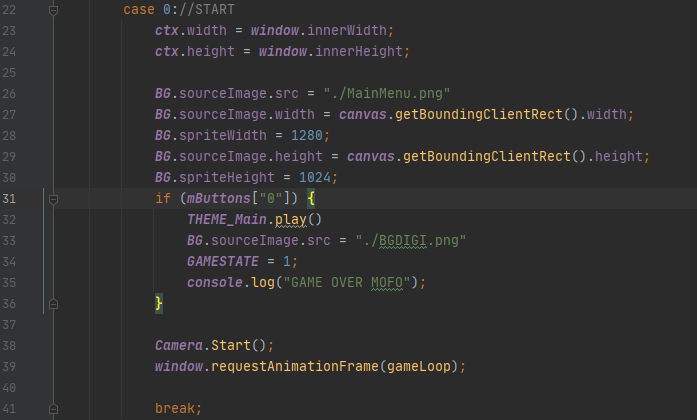 22 case 0://START
23 ctx.width = window.innerWidth;
24 ctx.height = window.innerHeight;
25
26 BG.sourceImage.src = "./MainMenu.png"
27 BG.sourceImage.width = canvas.getBoundingClientRect().width;
28 BG.spriteWidth = 1280;
29 BG.sourceImage.height = canvas.getBoundingClientRect().height;
30 BG.spriteHeight = 1024;
31 if (mButtons["0"]) {
32 THEME_Main.play()
33 BG.sourceImage.src = "./BGDIGI.png"
34 GAMESTATE = 1;
35 console.log("GAME OVER MOFO");
36 }
37
38 Camera.Start();
39 window.requestAnimationFrame(gameLoop);
40
41 break;